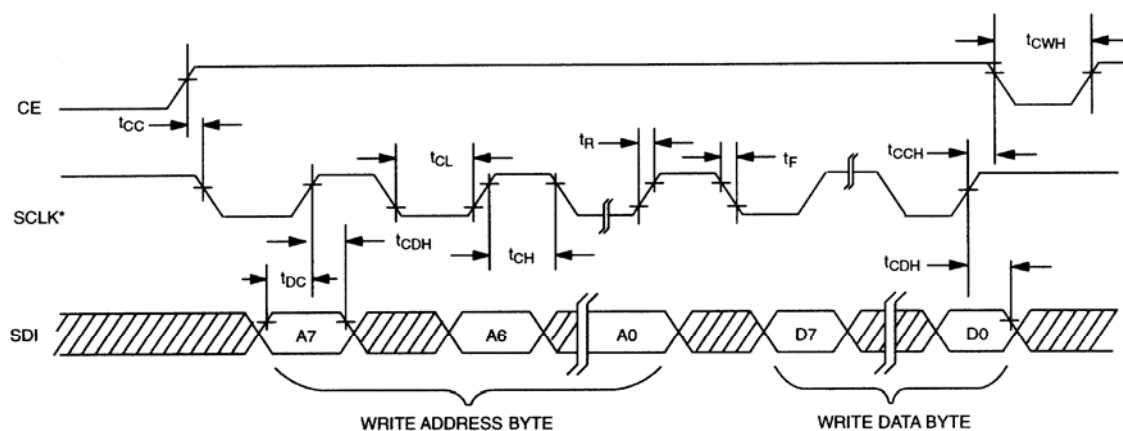 tCWH
CE
tCC
tCL
tR
tF
tCCH
SCLK*
tCDH
tCH
tCDH
tDC
SDI
A7
A6
A0
D7
D0
WRITE ADDRESS BYTE
WRITE DATA BYTE